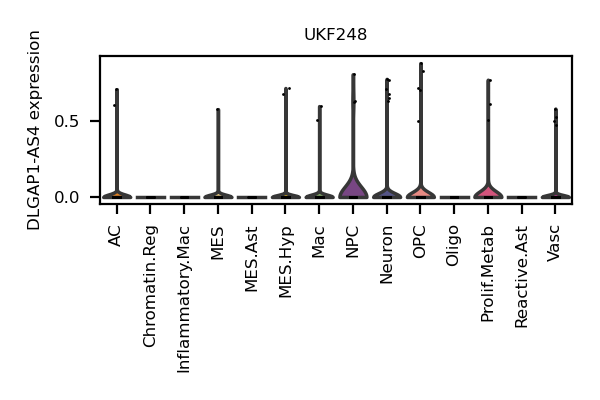 UKF248
DLGAP1-AS4 expression
0.5
0.0
AC
Chromatin.Reg
Inflammatory.Mac
MES
MES.Ast
MES.Hyp
Mac
NPC
Neuron
OPC
Oligo
Prolif.Metab
Reactive.Ast
Vasc